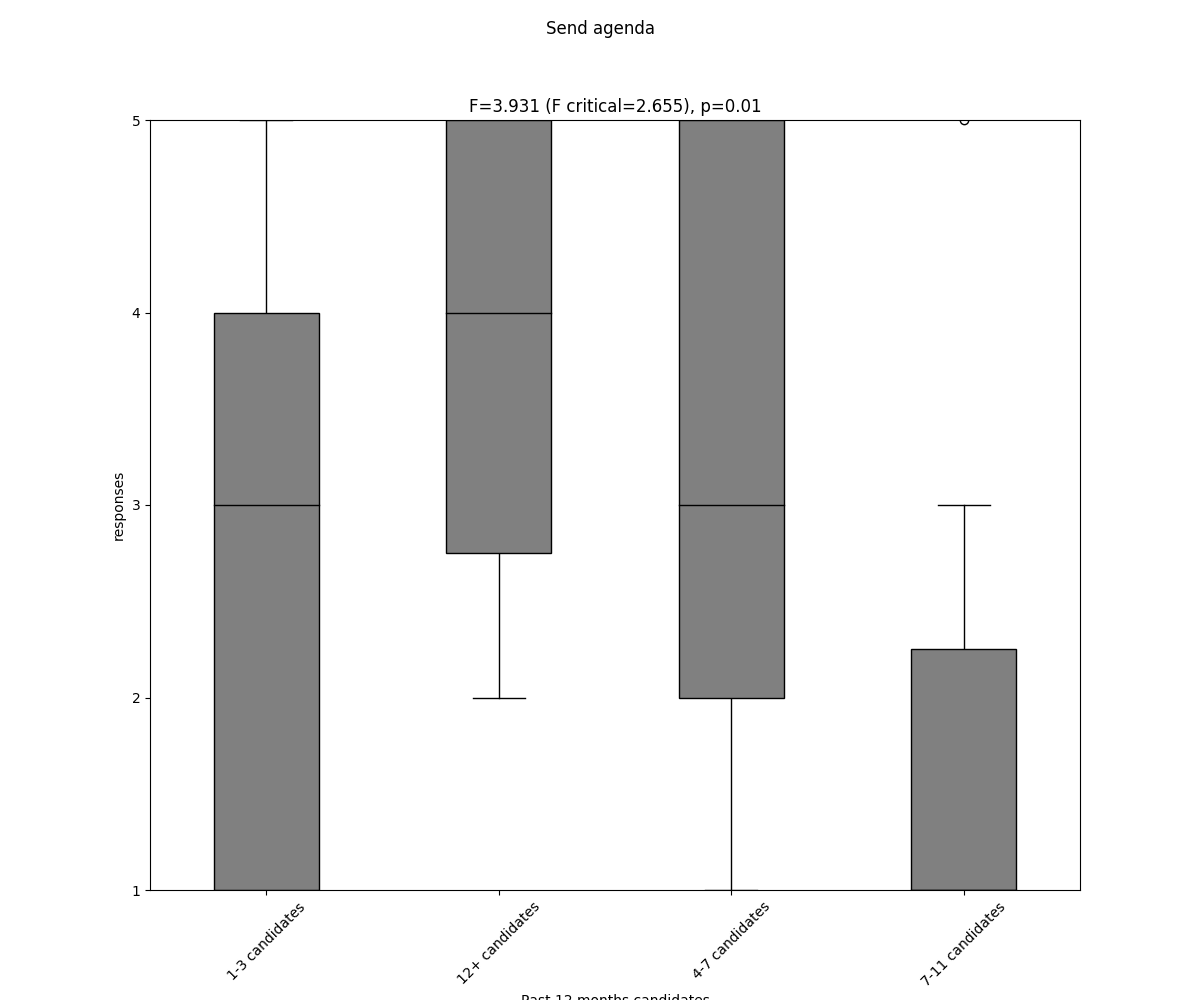 Send agenda
F=3.931 (F critical=2.655), p=0.01
5
4
3
2
1
responses
1-3 candidates
12+ candidates
4-7 candidates
7-11 candidates
Past 12 months candidates